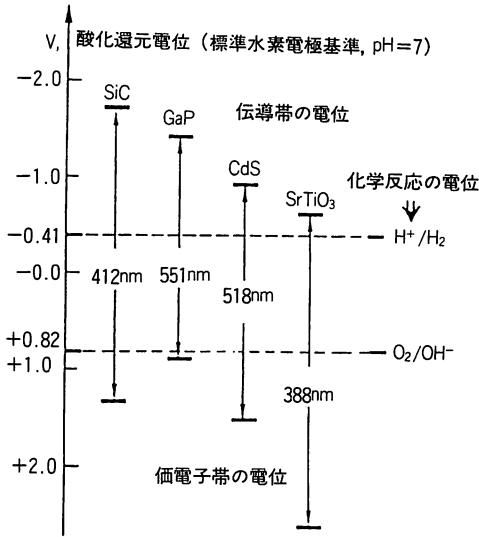 V, 酸化還元電位（標準水素電極基準, pH=7）
−2.0
SiC
GaP
伝導帯の電位
CdS
−1.0
化学反応の電位
SrTiO₃
−0.41
H⁺/H₂
−0.0
412nm
551nm
518nm
+0.82
O₂/OH⁻
+1.0
388nm
+2.0
価電子帯の電位